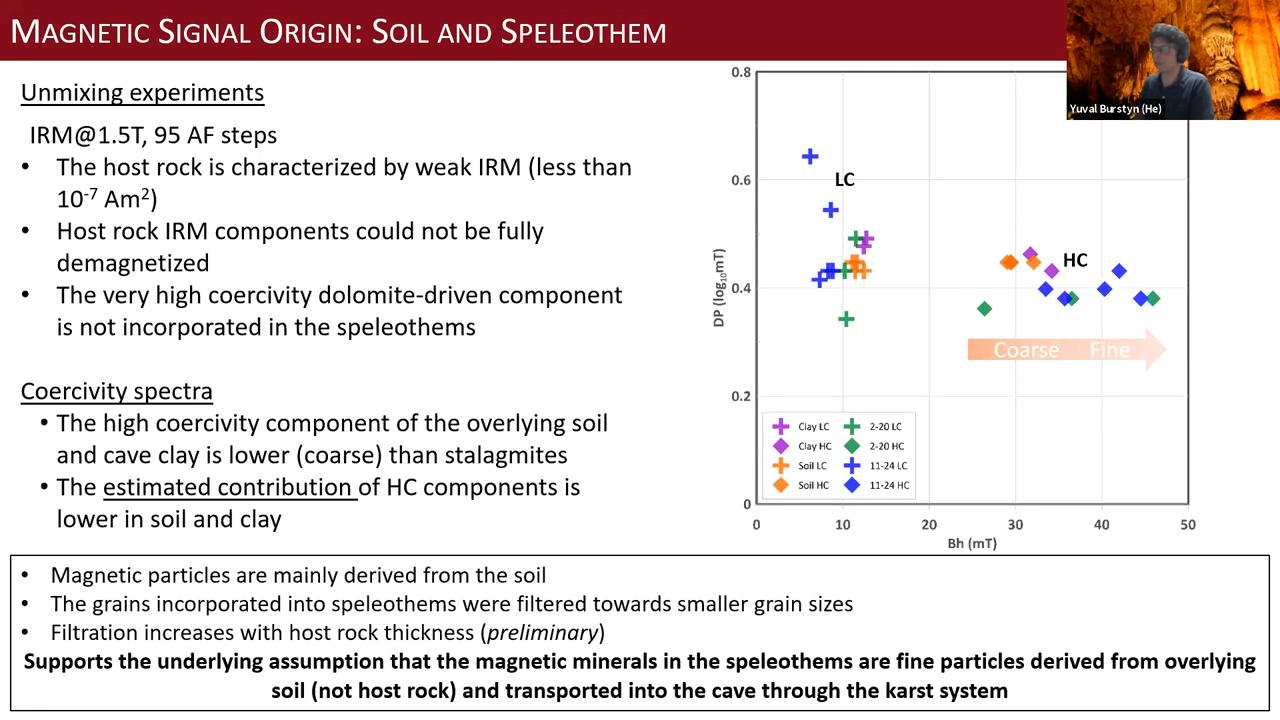 MAGNETIC SIGNAL ORIGIN: SOIL AND SPELEOTHEM
Yuval Burstyn (He)
Unmixing experiments
IRM@1.5T, 95 AF steps
• The host rock is characterized by weak IRM (less than
10⁻⁷ Am²)
• Host rock IRM components could not be fully
demagnetized
• The very high coercivity dolomite-driven component
is not incorporated in the speleothems
Coercivity spectra
• The high coercivity component of the overlying soil
and cave clay is lower (coarse) than stalagmites
• The estimated contribution of HC components is
lower in soil and clay
0.8
0.6
0.4
0.2
0
DP (log₁₀mT)
LC
HC
Coarse Fine
Clay LC 2-20 LC
Clay HC 2-20 HC
Soil LC 11-24 LC
Soil HC 11-24 HC
0 10 20 30 40 50
Bh (mT)
• Magnetic particles are mainly derived from the soil
• The grains incorporated into speleothems were filtered towards smaller grain sizes
• Filtration increases with host rock thickness (preliminary)
Supports the underlying assumption that the magnetic minerals in the speleothems are fine particles derived from overlying
soil (not host rock) and transported into the cave through the karst system